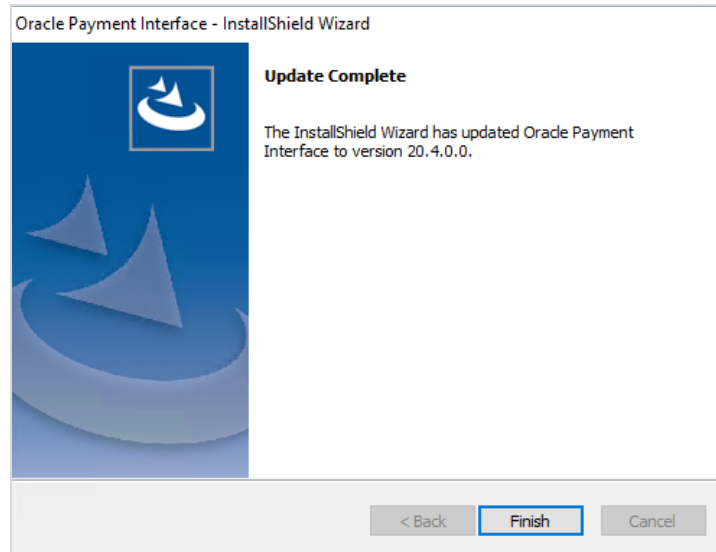 Oracle Payment Interface - InstallShield Wizard
Update Complete
The InstallShield Wizard has updated Oracle Payment
Interface to version 20.4.0.0.
< Back Finish Cancel